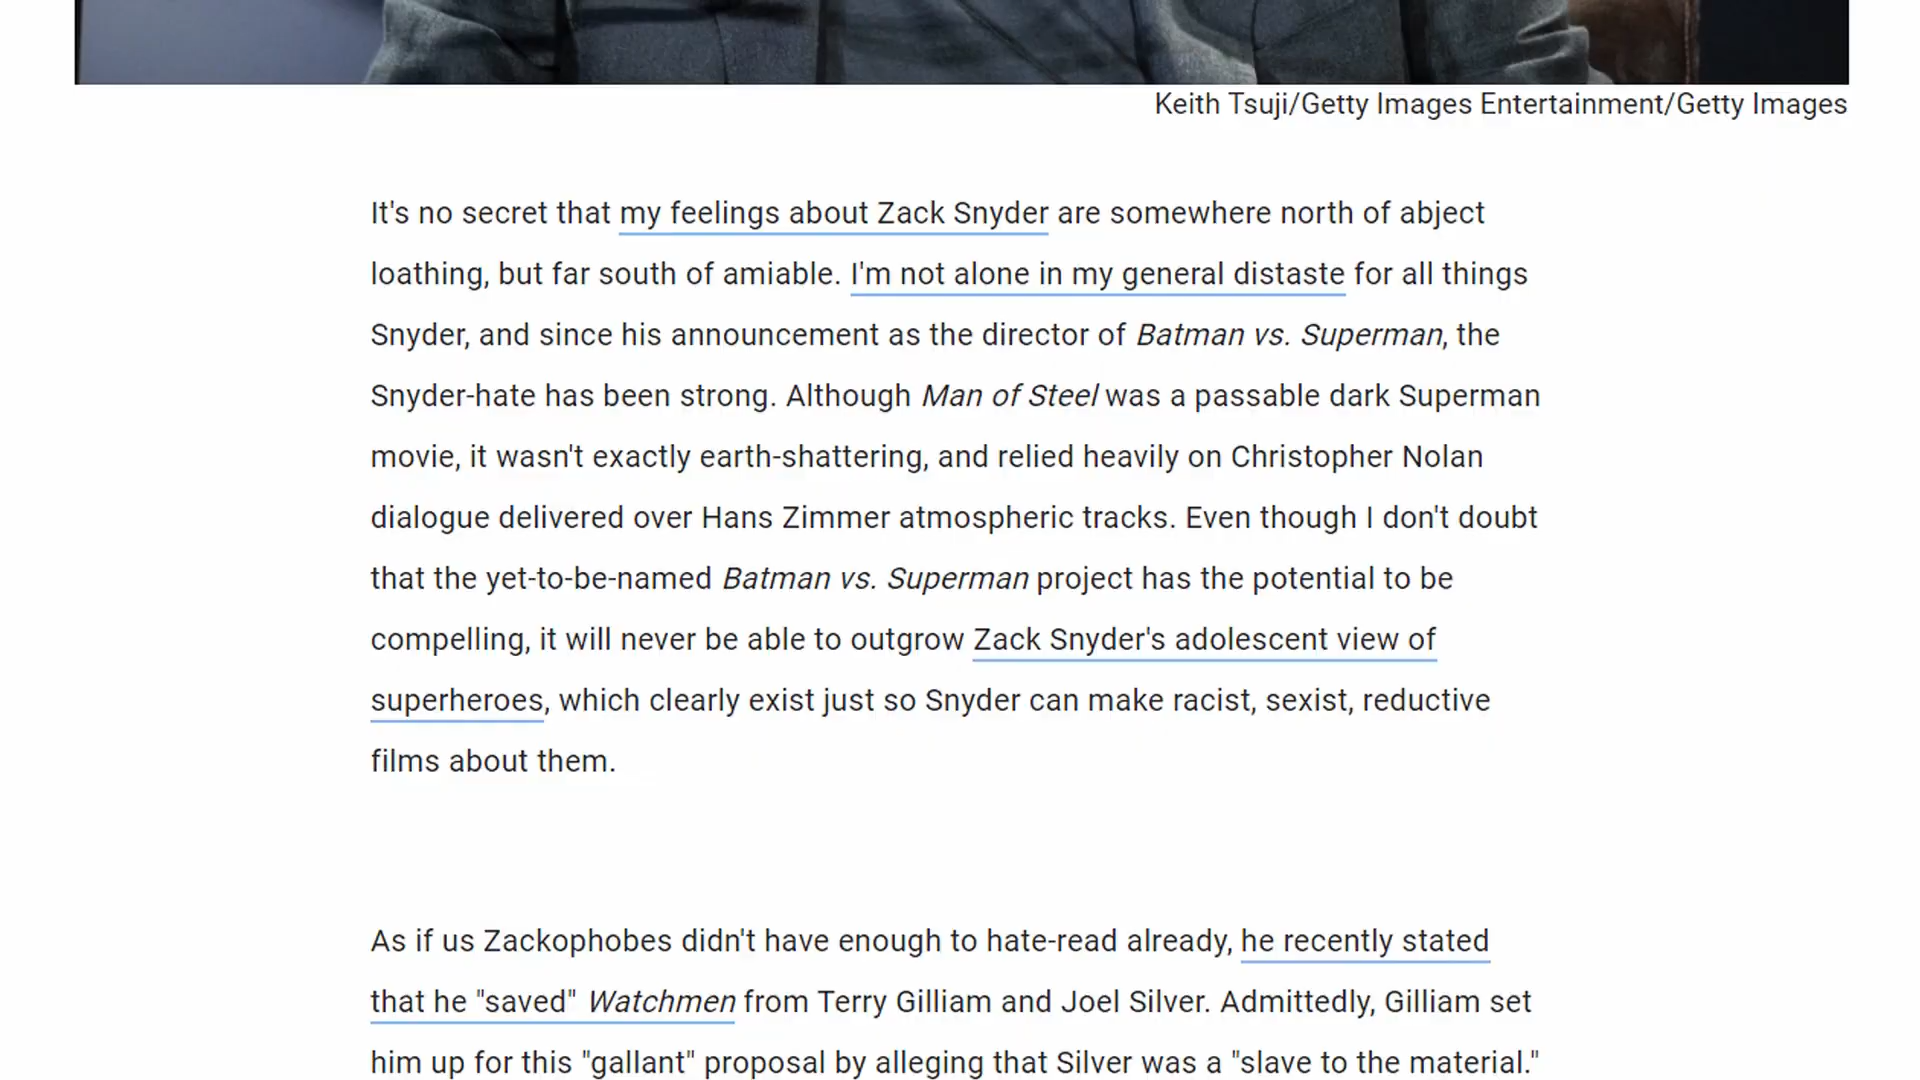 Keith Tsuji/Getty Images Entertainment/Getty Images
It's no secret that my feelings about Zack Snyder are somewhere north of abject
loathing, but far south of amiable. I'm not alone in my general distaste for all things
Snyder, and since his announcement as the director of Batman vs. Superman, the
Snyder-hate has been strong. Although Man of Steel was a passable dark Superman
movie, it wasn't exactly earth-shattering, and relied heavily on Christopher Nolan
dialogue delivered over Hans Zimmer atmospheric tracks. Even though I don't doubt
that the yet-to-be-named Batman vs. Superman project has the potential to be
compelling, it will never be able to outgrow Zack Snyder's adolescent view of
superheroes, which clearly exist just so Snyder can make racist, sexist, reductive
films about them.
As if us Zackophobes didn't have enough to hate-read already, he recently stated
that he "saved" Watchmen from Terry Gilliam and Joel Silver. Admittedly, Gilliam set
him up for this "gallant" proposal by alleging that Silver was a "slave to the material."